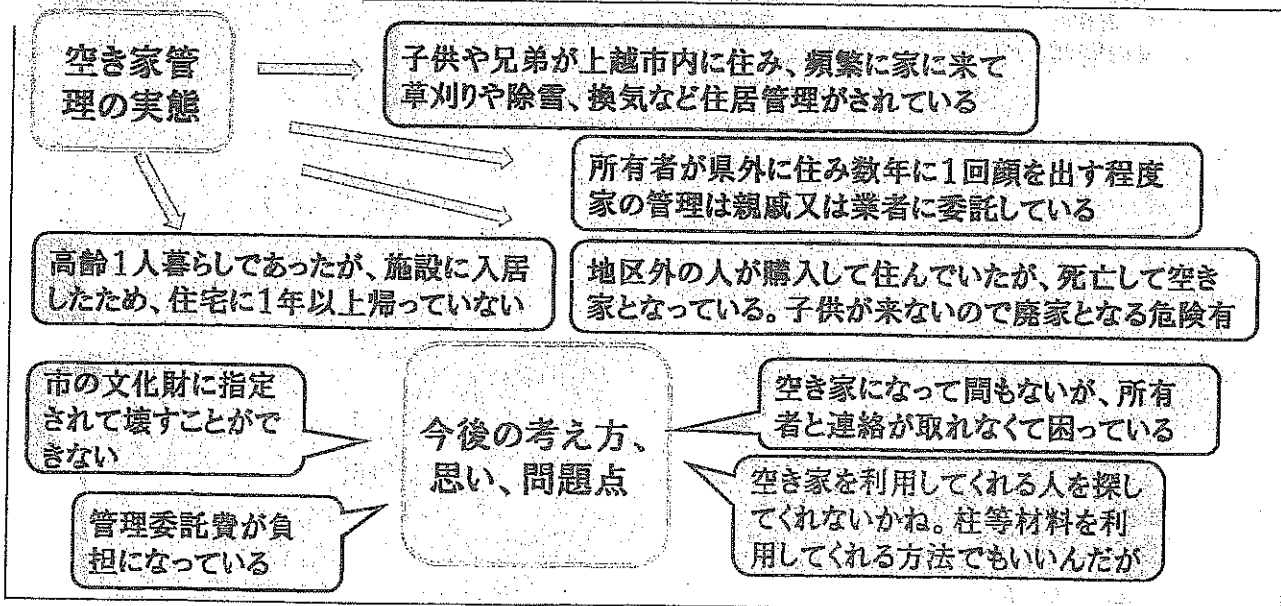 空き家管
理の実態
子供や兄弟が上越市内に住み、頻繁に家に来て
草刈りや除雪、換気など住居管理がされている
所有者が県外に住み数年に1回顔を出す程度
家の管理は親戚又は業者に委託している
高齢1人暮らしであったが、施設に入居
したため、住宅に1年以上帰っていない
地区外の人が購入して住んでいたが、死亡して空き
家となっている。子供が来ないので廃家となる危険有
市の文化財に指定
されて壊すことがで
きない
今後の考え方、
思い、問題点
空き家になって間もないが、所有
者と連絡が取れなくて困っている
管理委託費が負
担になっている
空き家を利用してくれる人を探し
てくれないかね。柱等材料を利
用してくれる方法でもいいんだが